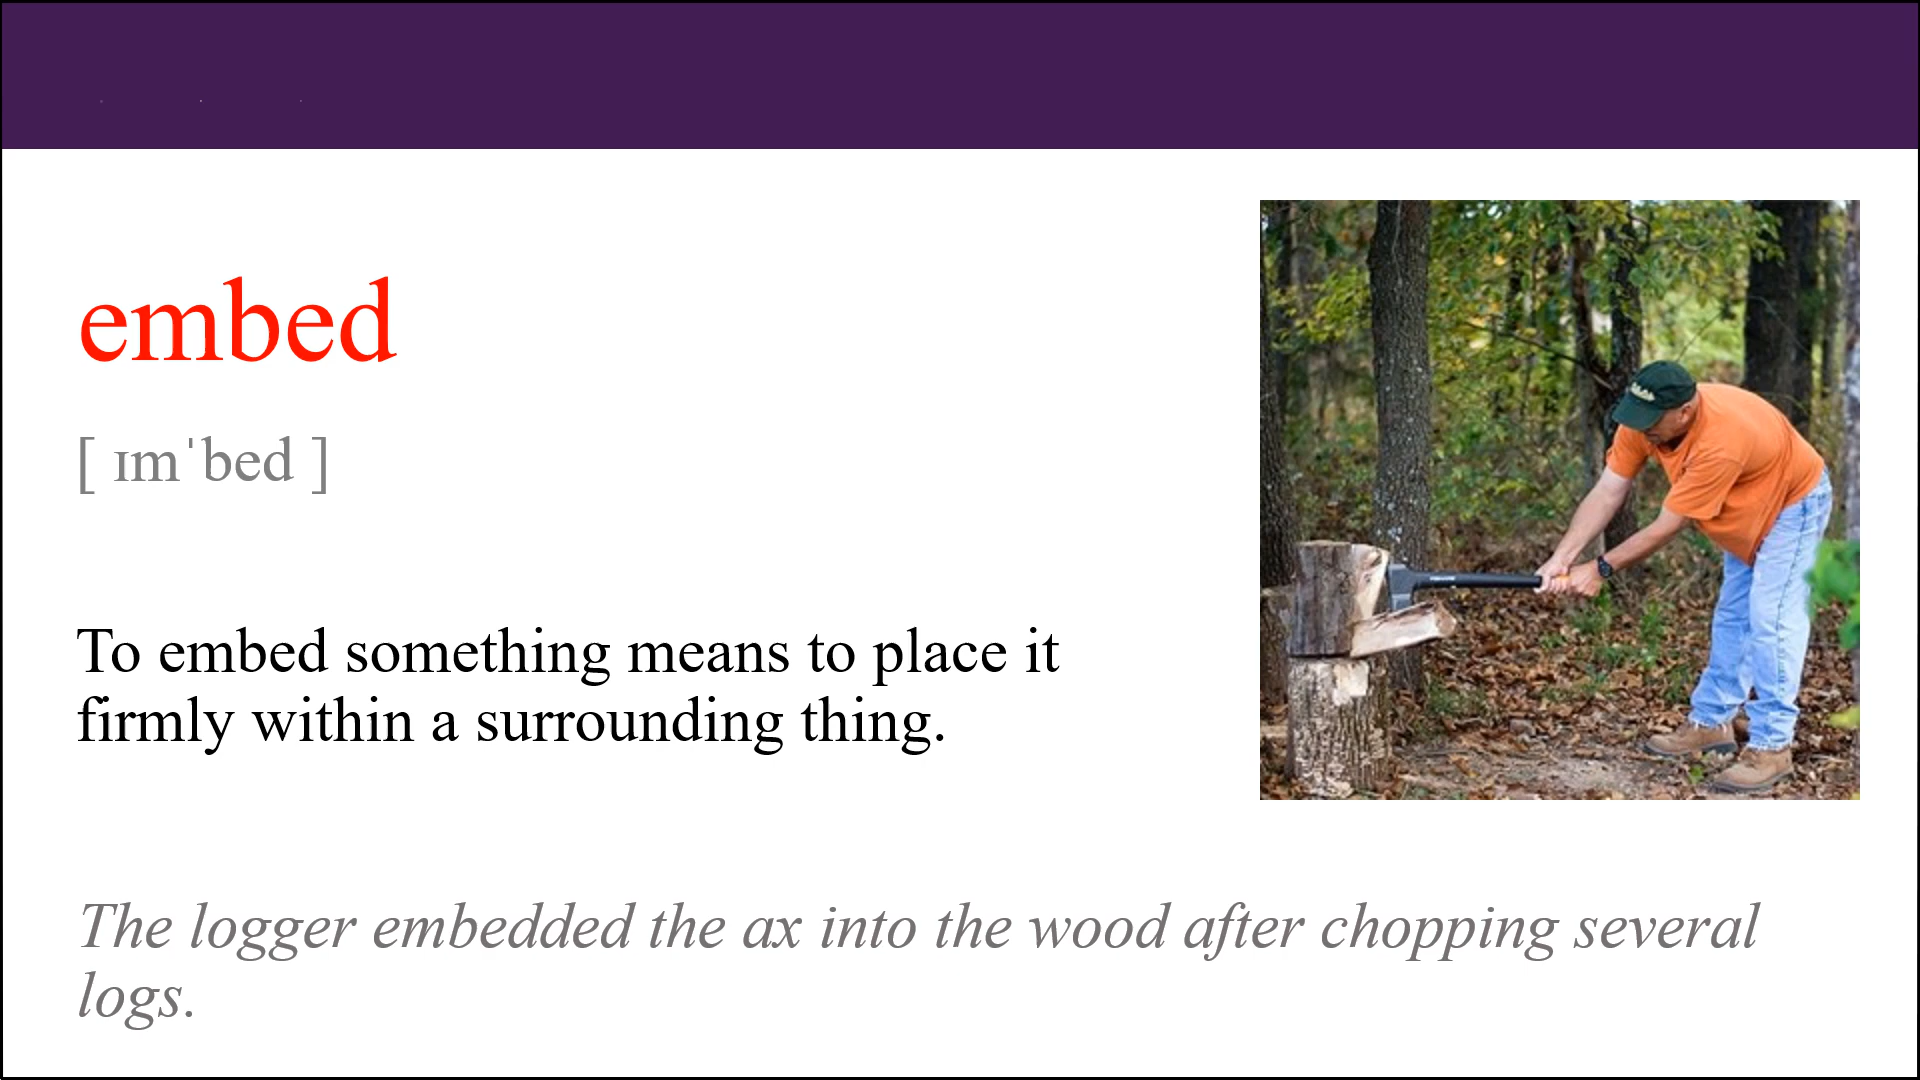 embed
[ ɪmˈbed ]
To embed something means to place it
firmly within a surrounding thing.
The logger embedded the ax into the wood after chopping several
logs.